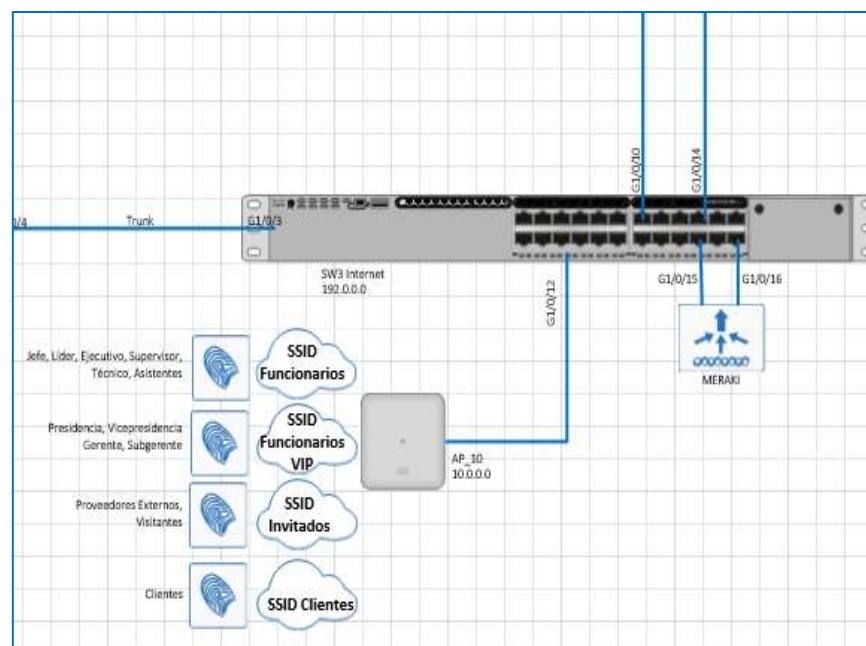 G1/0/10
G1/0/14
/4
Trunk
G1/0/3
SW3 Internet
192.0.0.0
G1/0/12
G1/0/15
G1/0/16
MERAKI
Jefe, Líder, Ejecutivo, Supervisor,
Técnico, Asistentes
SSID
Funcionarios
Presidencia, Vicepresidencia
Gerente, Subgerente
SSID
Funcionarios
VIP
AP_10
10.0.0.0
Proveedores Externos,
Visitantes
SSID
Invitados
Clientes
SSID Clientes